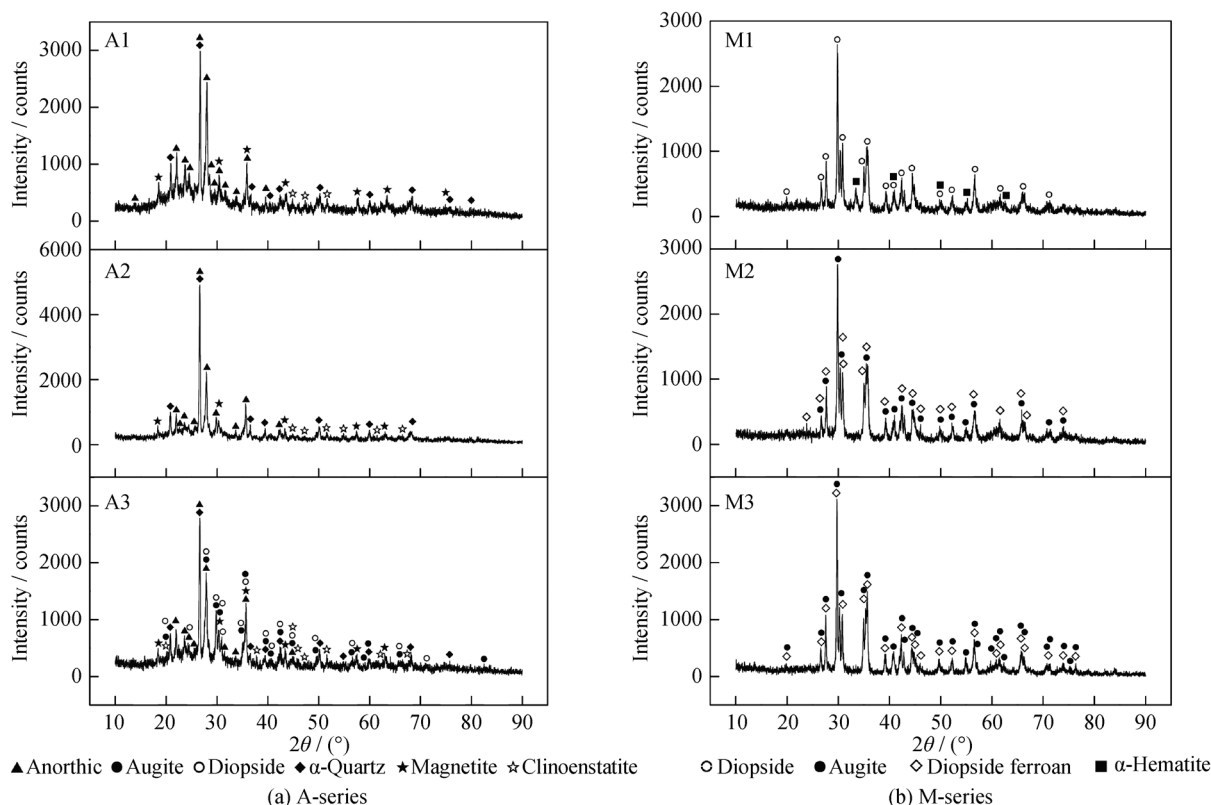 A1
3000
2000
1000
0
Intensity / counts
A2
6000
4000
2000
0
Intensity / counts
A3
3000
2000
1000
0
Intensity / counts
10 20 30 40 50 60 70 80 90
2θ / (°)
▲ Anorthic ● Augite ○ Diopside ◆ α-Quartz ★ Magnetite ☆ Clinoenstatite
(a) A-series
M1
3000
2000
1000
0
Intensity / counts
M2
3000
2000
1000
0
Intensity / counts
M3
3000
2000
1000
0
Intensity / counts
10 20 30 40 50 60 70 80 90
2θ / (°)
○ Diopside ● Augite ◇ Diopside ferroan ■ α-Hematite
(b) M-series